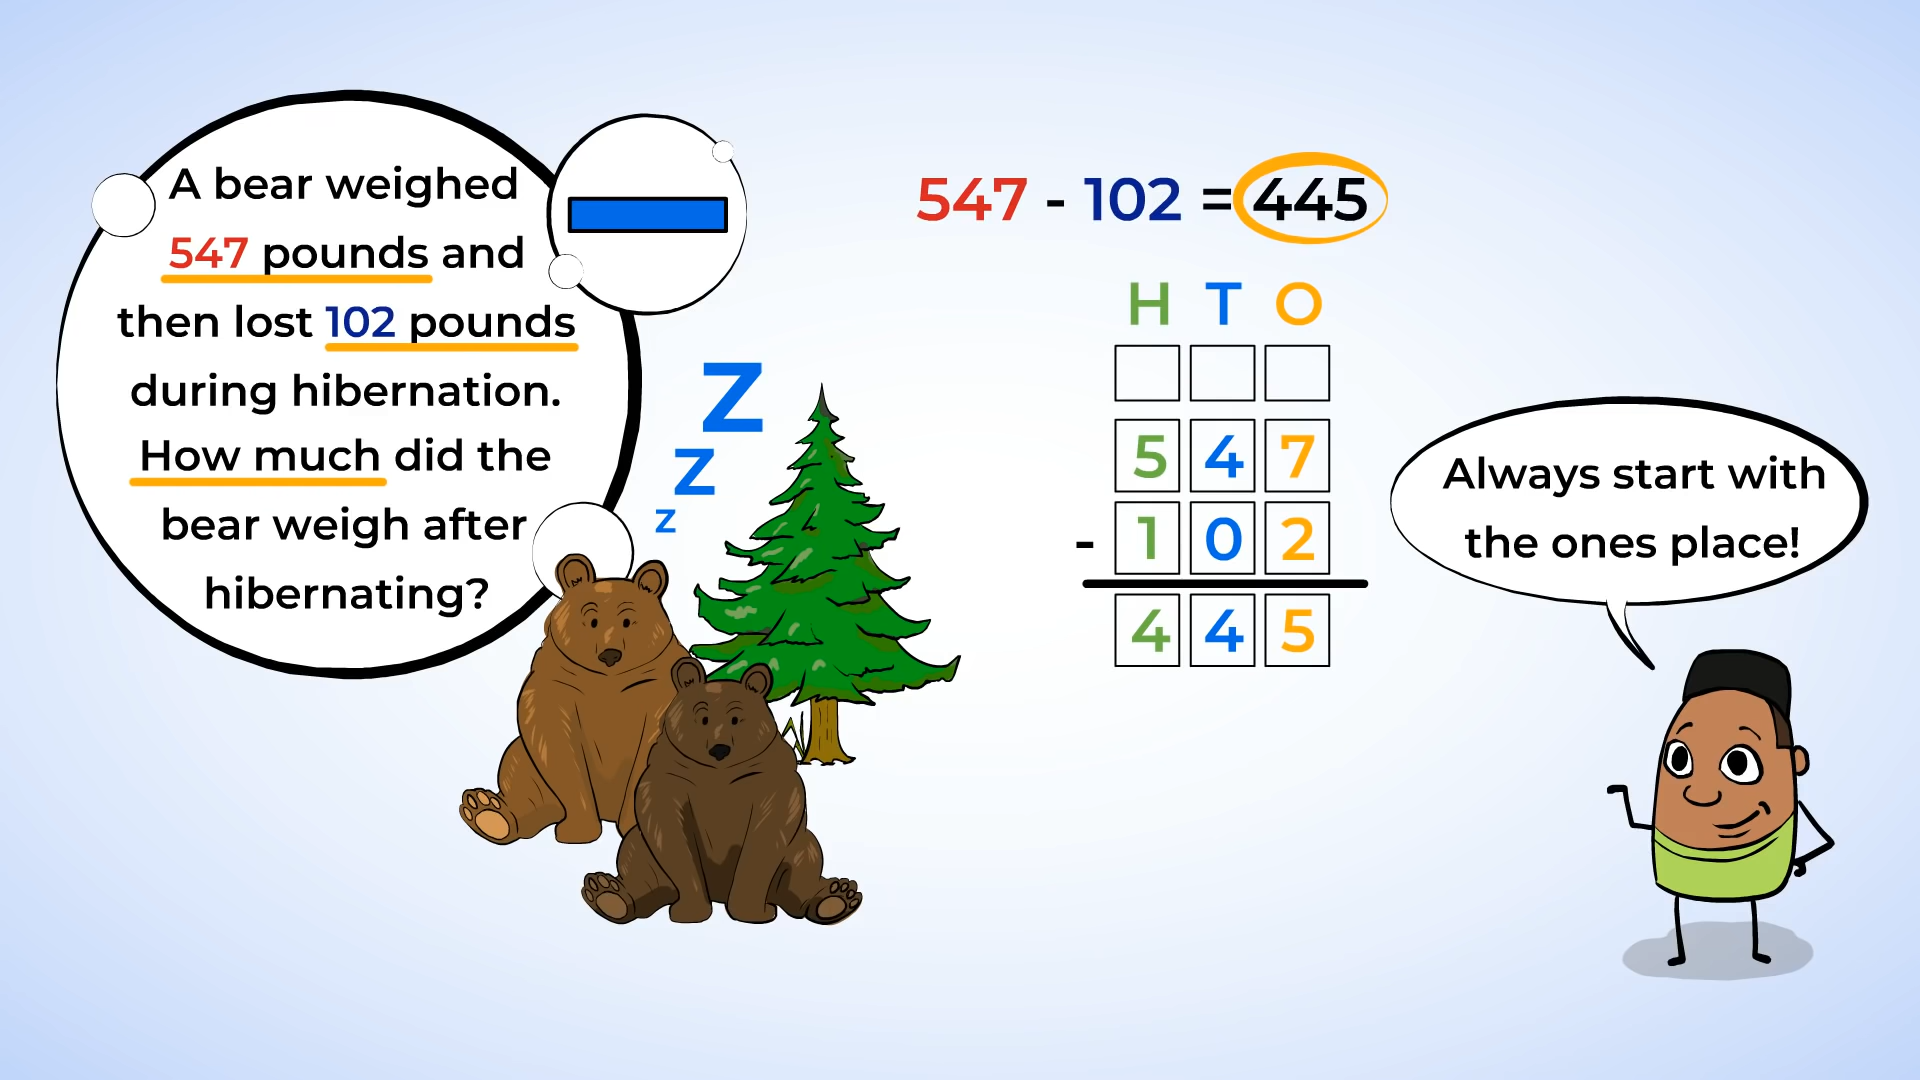 A bear weighed
547 pounds and
then lost 102 pounds
during hibernation.
How much did the
bear weigh after
hibernating?
Z
Z
z
547 - 102 = 445
H T O
5 4 7
- 1 0 2
4 4 5
Always start with
the ones place!